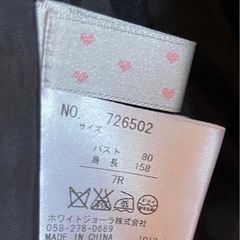 NO. 726502
サイズ
バスト 80
身長 158
7R
ホワイトジョーラ株式会社
058-278-0669
MADE IN CHINA